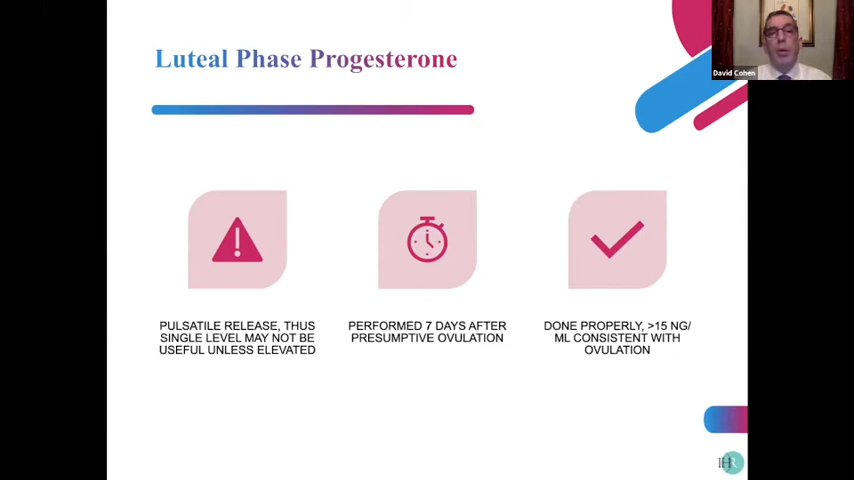 Luteal Phase Progesterone
David Cohen
PULSATILE RELEASE, THUS
SINGLE LEVEL MAY NOT BE
USEFUL UNLESS ELEVATED
PERFORMED 7 DAYS AFTER
PRESUMPTIVE OVULATION
DONE PROPERLY, >15 NG/
ML CONSISTENT WITH
OVULATION